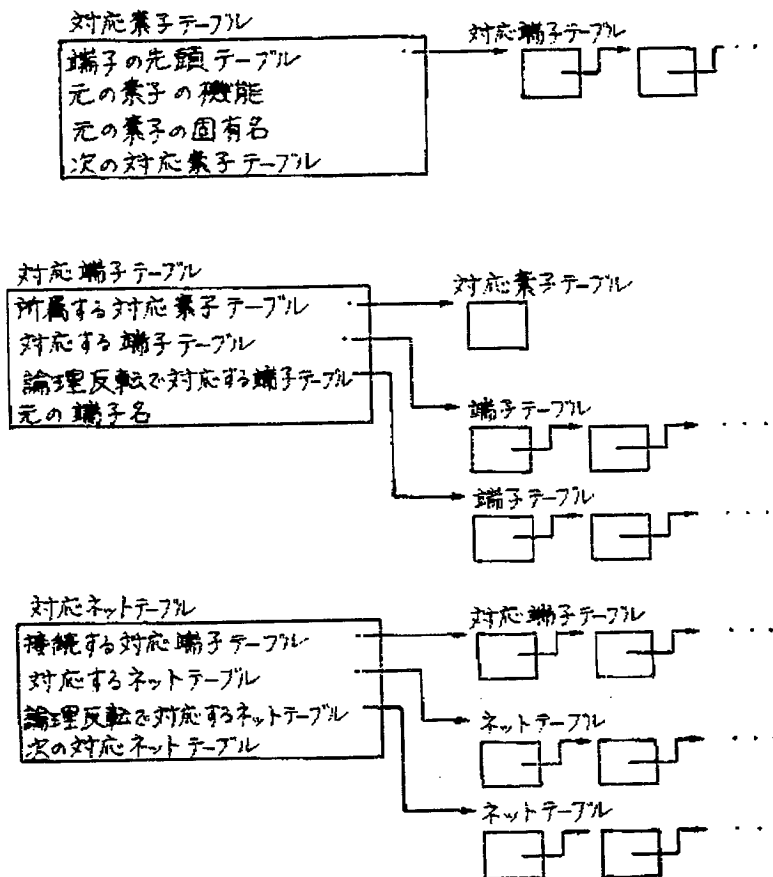 対応素子テーブル
端子の先頭テーブル
元の素子の機能
元の素子の固有名
次の対応素子テーブル
対応端子テーブル
対応端子テーブル
所属する対応素子テーブル
対応する端子テーブル
論理反転で対応する端子テーブル
元の端子名
対応素子テーブル
端子テーブル
端子テーブル
対応ネットテーブル
接続する対応端子テーブル
対応するネットテーブル
論理反転で対応するネットテーブル
次の対応ネットテーブル
対応端子テーブル
ネットテーブル
ネットテーブル